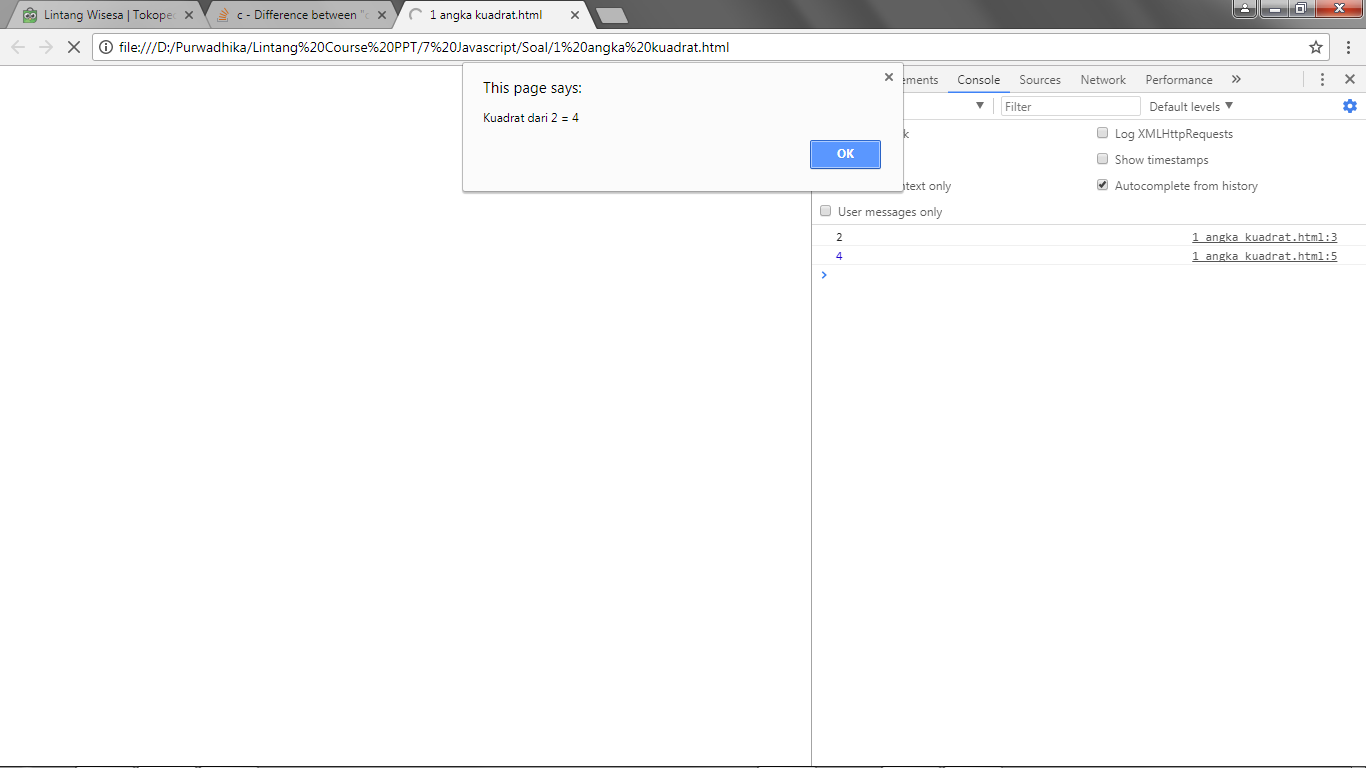 Lintang Wisesa | Tokoped
c - Difference between "c
1 angka kuadrat.html
file:///D:/Purwadhika/Lintang%20Course%20PPT/7%20Javascript/Soal/1%20angka%20kuadrat.html
This page says:
Kuadrat dari 2 = 4
OK
ements Console Sources Network Performance »
Filter Default levels
k Log XMLHttpRequests
Show timestamps
text only Autocomplete from history
User messages only
2 1 angka kuadrat.html:3
4 1 angka kuadrat.html:5